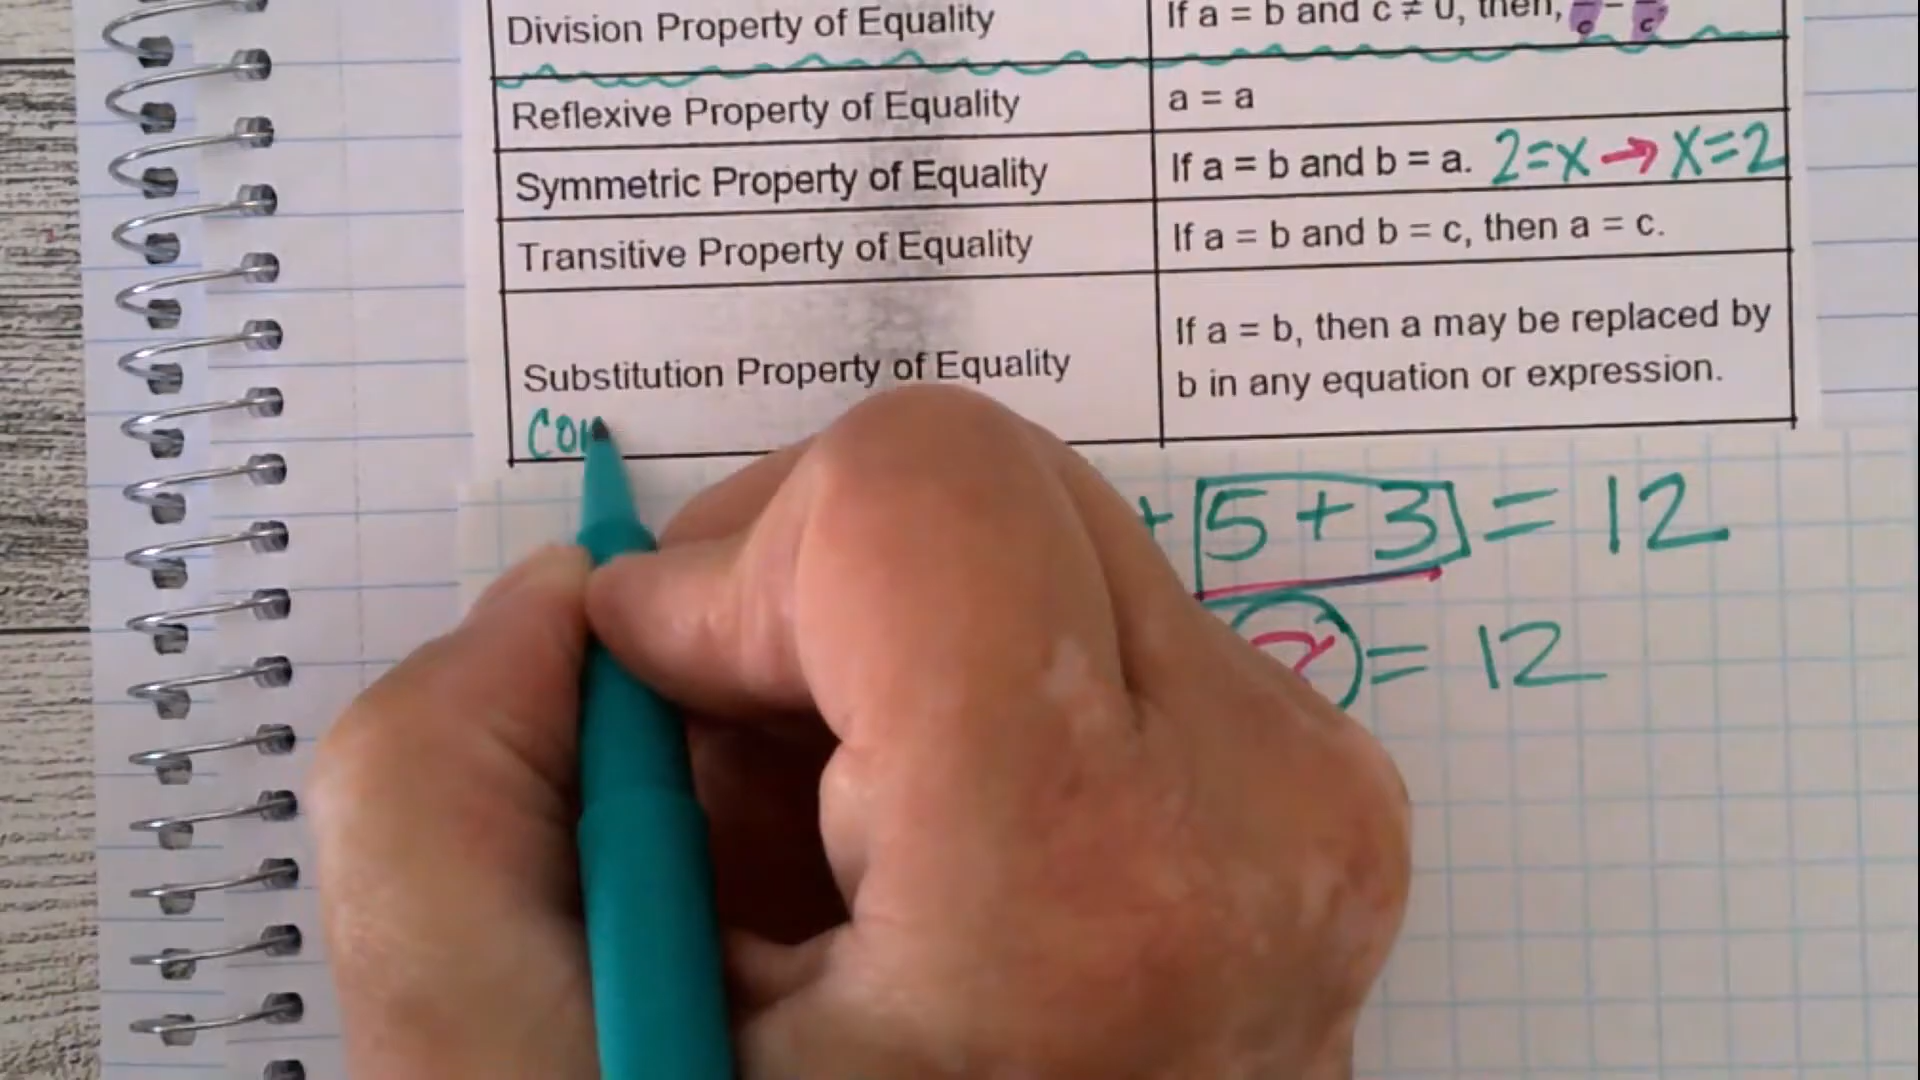 Division Property of Equality
If a = b and c ≠ 0, then, a/c = b/c
Reflexive Property of Equality
a = a
Symmetric Property of Equality
If a = b and b = a. 2=x → x=2
Transitive Property of Equality
If a = b and b = c, then a = c.
Substitution Property of Equality
If a = b, then a may be replaced by
b in any equation or expression.
Com
+ [5 + 3] = 12
= 12